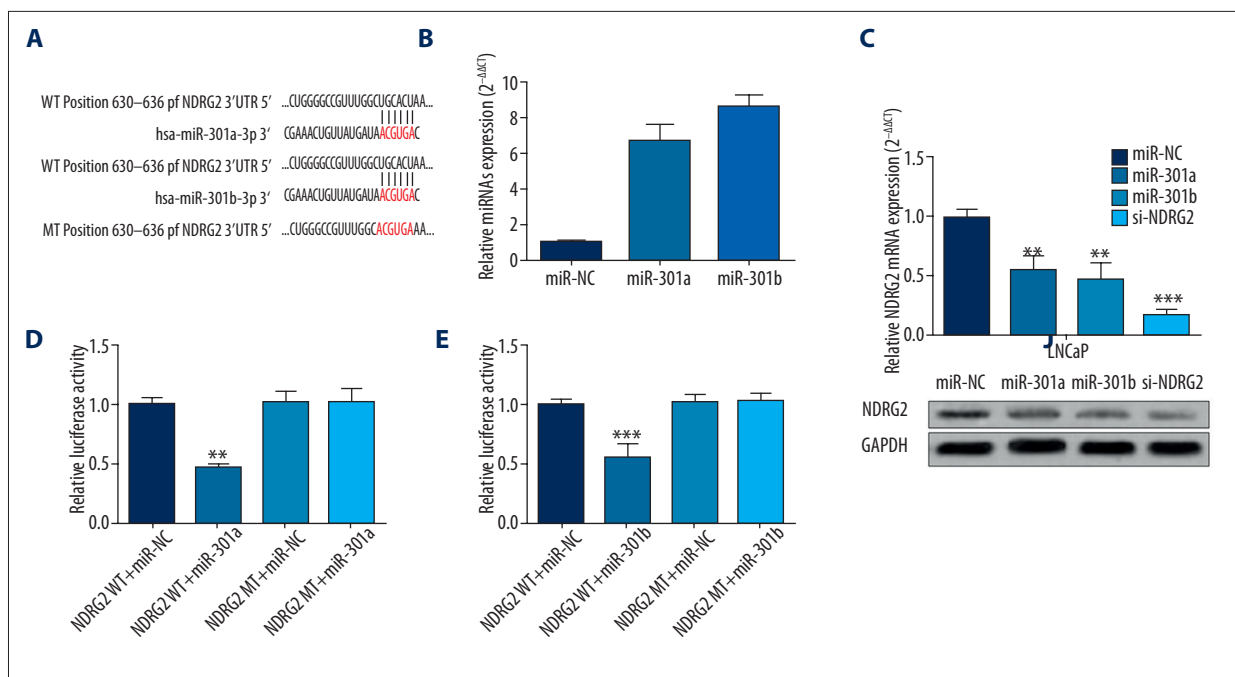 A
WT Position 630–636 pf NDRG2 3′UTR 5′ ...CUGGGGCCGUUUGGCUGCACUAA...
hsa-miR-301a-3p 3′ CGAAACUGUUAUGAUAACGUGAC
WT Position 630–636 pf NDRG2 3′UTR 5′ ...CUGGGGCCGUUUGGCUGCACUAA...
hsa-miR-301b-3p 3′ CGAAACUGUUAUGAUAACGUGAC
MT Position 630–636 pf NDRG2 3′UTR 5′ ...CUGGGCCGUUUGGCACGUGAAA...
B
Relative miRNAs expression (2−ΔΔCT)
10
8
6
4
2
0
miR-NC miR-301a miR-301b
C
Relative NDRG2 mRNA expression (2−ΔΔCT)
1.5
1.0
0.5
0.0
miR-NC
miR-301a
miR-301b
si-NDRG2
** ** ***
J
LNCaP
miR-NC miR-301a miR-301b si-NDRG2
NDRG2
GAPDH
D
Relative luciferase activity
1.5
1.0
0.5
0.0
**
NDRG2 WT+miR-NC
NDRG2 WT+miR-301a
NDRG2 MT+miR-NC
NDRG2 MT+miR-301a
E
Relative luciferase activity
1.5
1.0
0.5
0.0
***
NDRG2 WT+miR-NC
NDRG2 WT+miR-301b
NDRG2 MT+miR-NC
NDRG2 MT+miR-301b